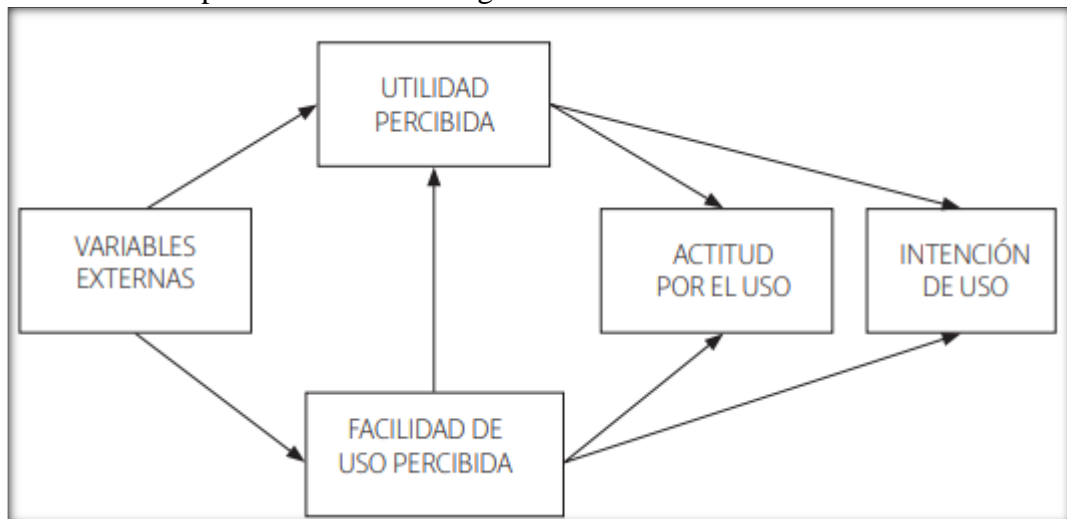 UTILIDAD
PERCIBIDA
VARIABLES
EXTERNAS
ACTITUD
POR EL USO
INTENCIÓN
DE USO
FACILIDAD DE
USO PERCIBIDA